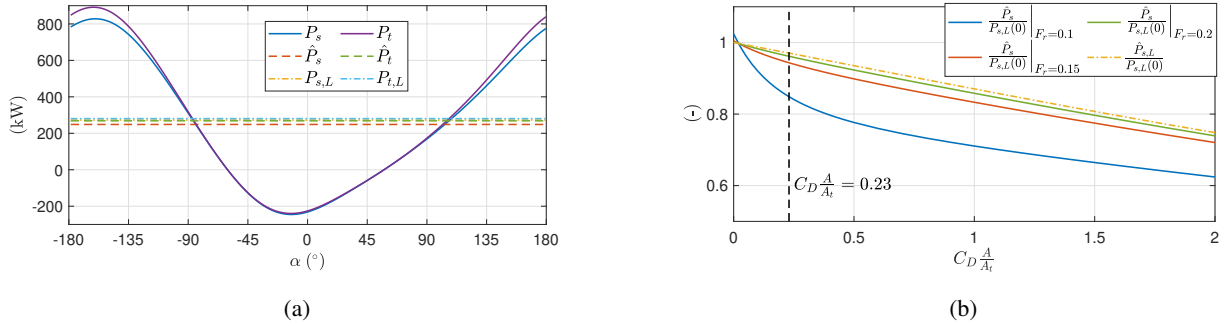 800
600
400
200
0
-200
(kW)
P_s P_t
P̂_s P̂_t
P_{s,L} P_{t,L}
-180 -135 -90 -45 0 45 90 135 180
α (°)
(a)
P̂_s/P_{s,L}(0)|_{F_r=0.1} P̂_s/P_{s,L}(0)|_{F_r=0.2}
P̂_s/P_{s,L}(0)|_{F_r=0.15} P̂_{s,L}/P_{s,L}(0)
1
0.8
0.6
(-)
C_D A/A_t = 0.23
0 0.5 1 1.5 2
C_D A/A_t
(b)